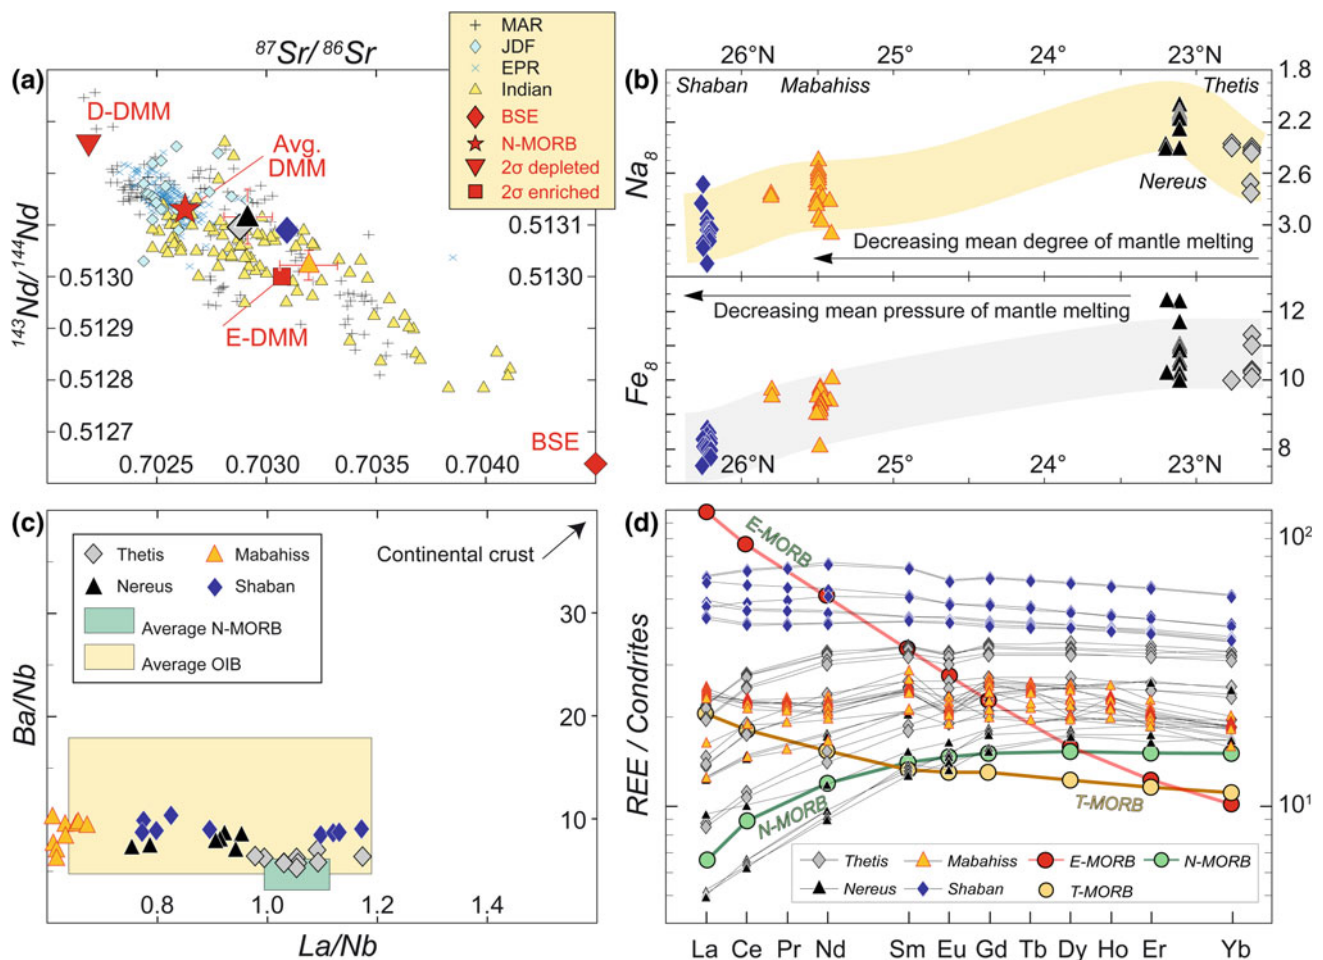 (a)
87Sr/ 86Sr
MAR
JDF
EPR
Indian
BSE
N-MORB
2σ depleted
2σ enriched
D-DMM
Avg.
DMM
E-DMM
BSE
143Nd/144Nd
0.5130
0.5129
0.5128
0.5127
0.5131
0.5130
0.7025
0.7030
0.7035
0.7040
(b)
26°N
25°
24°
23°N
Shaban
Mabahiss
Thetis
Nereus
Na8
1.8
2.2
2.6
3.0
Decreasing mean degree of mantle melting
Decreasing mean pressure of mantle melting
Fe8
12
10
8
26°N
25°
24°
23°N
(c)
Thetis
Mabahiss
Nereus
Shaban
Average N-MORB
Average OIB
Continental crust
Ba/Nb
30
20
10
0.8
1.0
1.2
1.4
La/Nb
(d)
E-MORB
N-MORB
T-MORB
REE / Condrites
10²
10¹
Thetis
Mabahiss
E-MORB
N-MORB
Nereus
Shaban
T-MORB
La Ce Pr Nd Sm Eu Gd Tb Dy Ho Er Yb